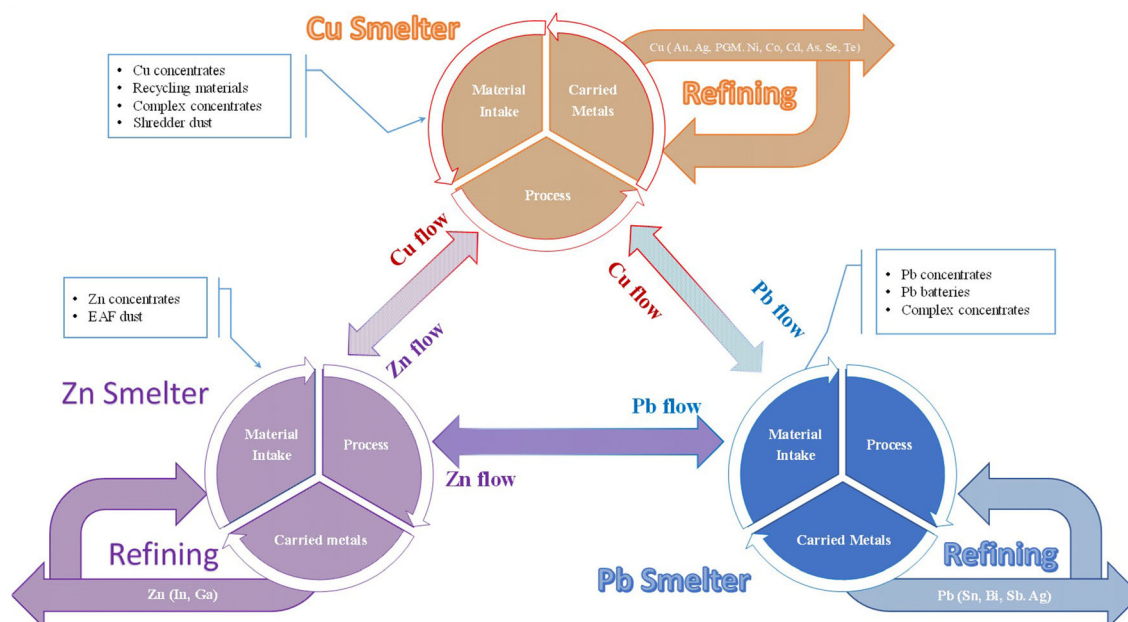 Cu Smelter
• Cu concentrates
• Recycling materials
• Complex concentrates
• Shredder dust
Material
Intake
Carried
Metals
Process
Cu ( Au, Ag, PGM, Ni, Co, Cd, As, Se, Te)
Refining
Cu flow
Zn flow
Cu flow
Pb flow
• Zn concentrates
• EAF dust
• Pb concentrates
• Pb batteries
• Complex concentrates
Zn Smelter
Material
Intake
Process
Carried metals
Pb flow
Zn flow
Material
Intake
Process
Carried Metals
Refining
Zn (In, Ga)
Refining
Pb Smelter
Pb (Sn, Bi, Sb. Ag)